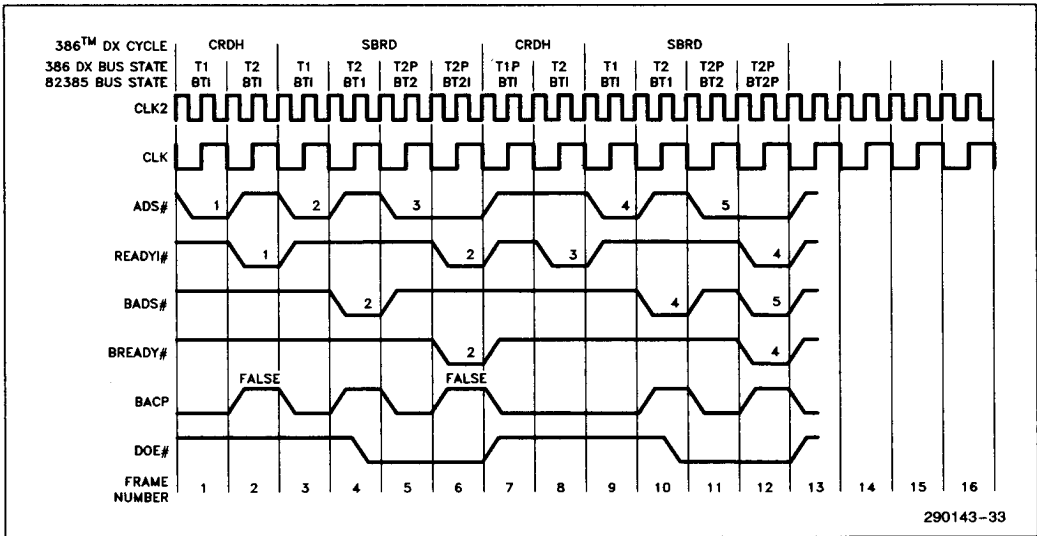 386™ DX CYCLE CRDH SBRD CRDH SBRD
386 DX BUS STATE T1 T2 T1 T2 T2P T2P T1P T2 T1 T2 T2P T2P
82385 BUS STATE BTI BTI BTI BT1 BT2 BT2I BTI BTI BTI BT1 BT2 BT2P
CLK2
CLK
ADS# 1 2 3 4 5
READYI# 1 2 3 4
BADS# 2 4 5
BREADY# 2 4
FALSE FALSE
BACP
DOE#
FRAME
NUMBER 1 2 3 4 5 6 7 8 9 10 11 12 13 14 15 16
290143-33